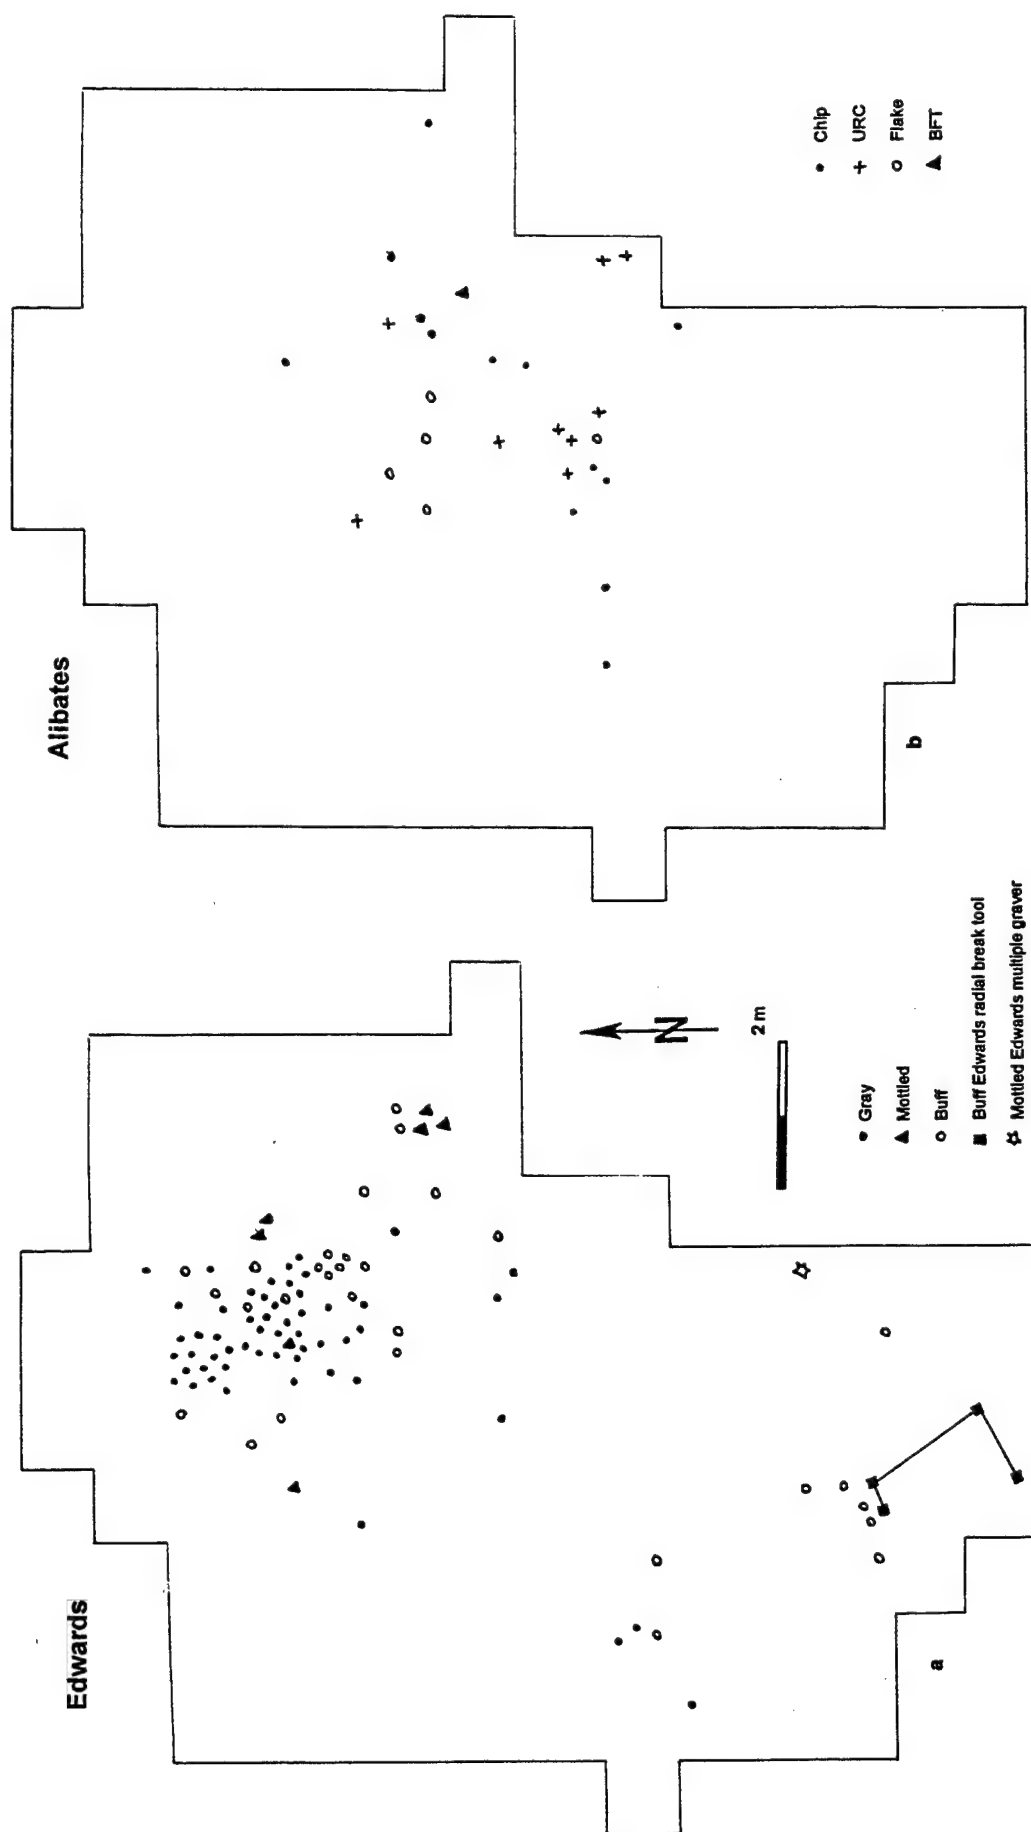 Edwards
a
N
2 m
Gray
Mottled
Buff
Buff Edwards radial break tool
Mottled Edwards multiple graver
Alibates
b
Chip
URC
Flake
BFT